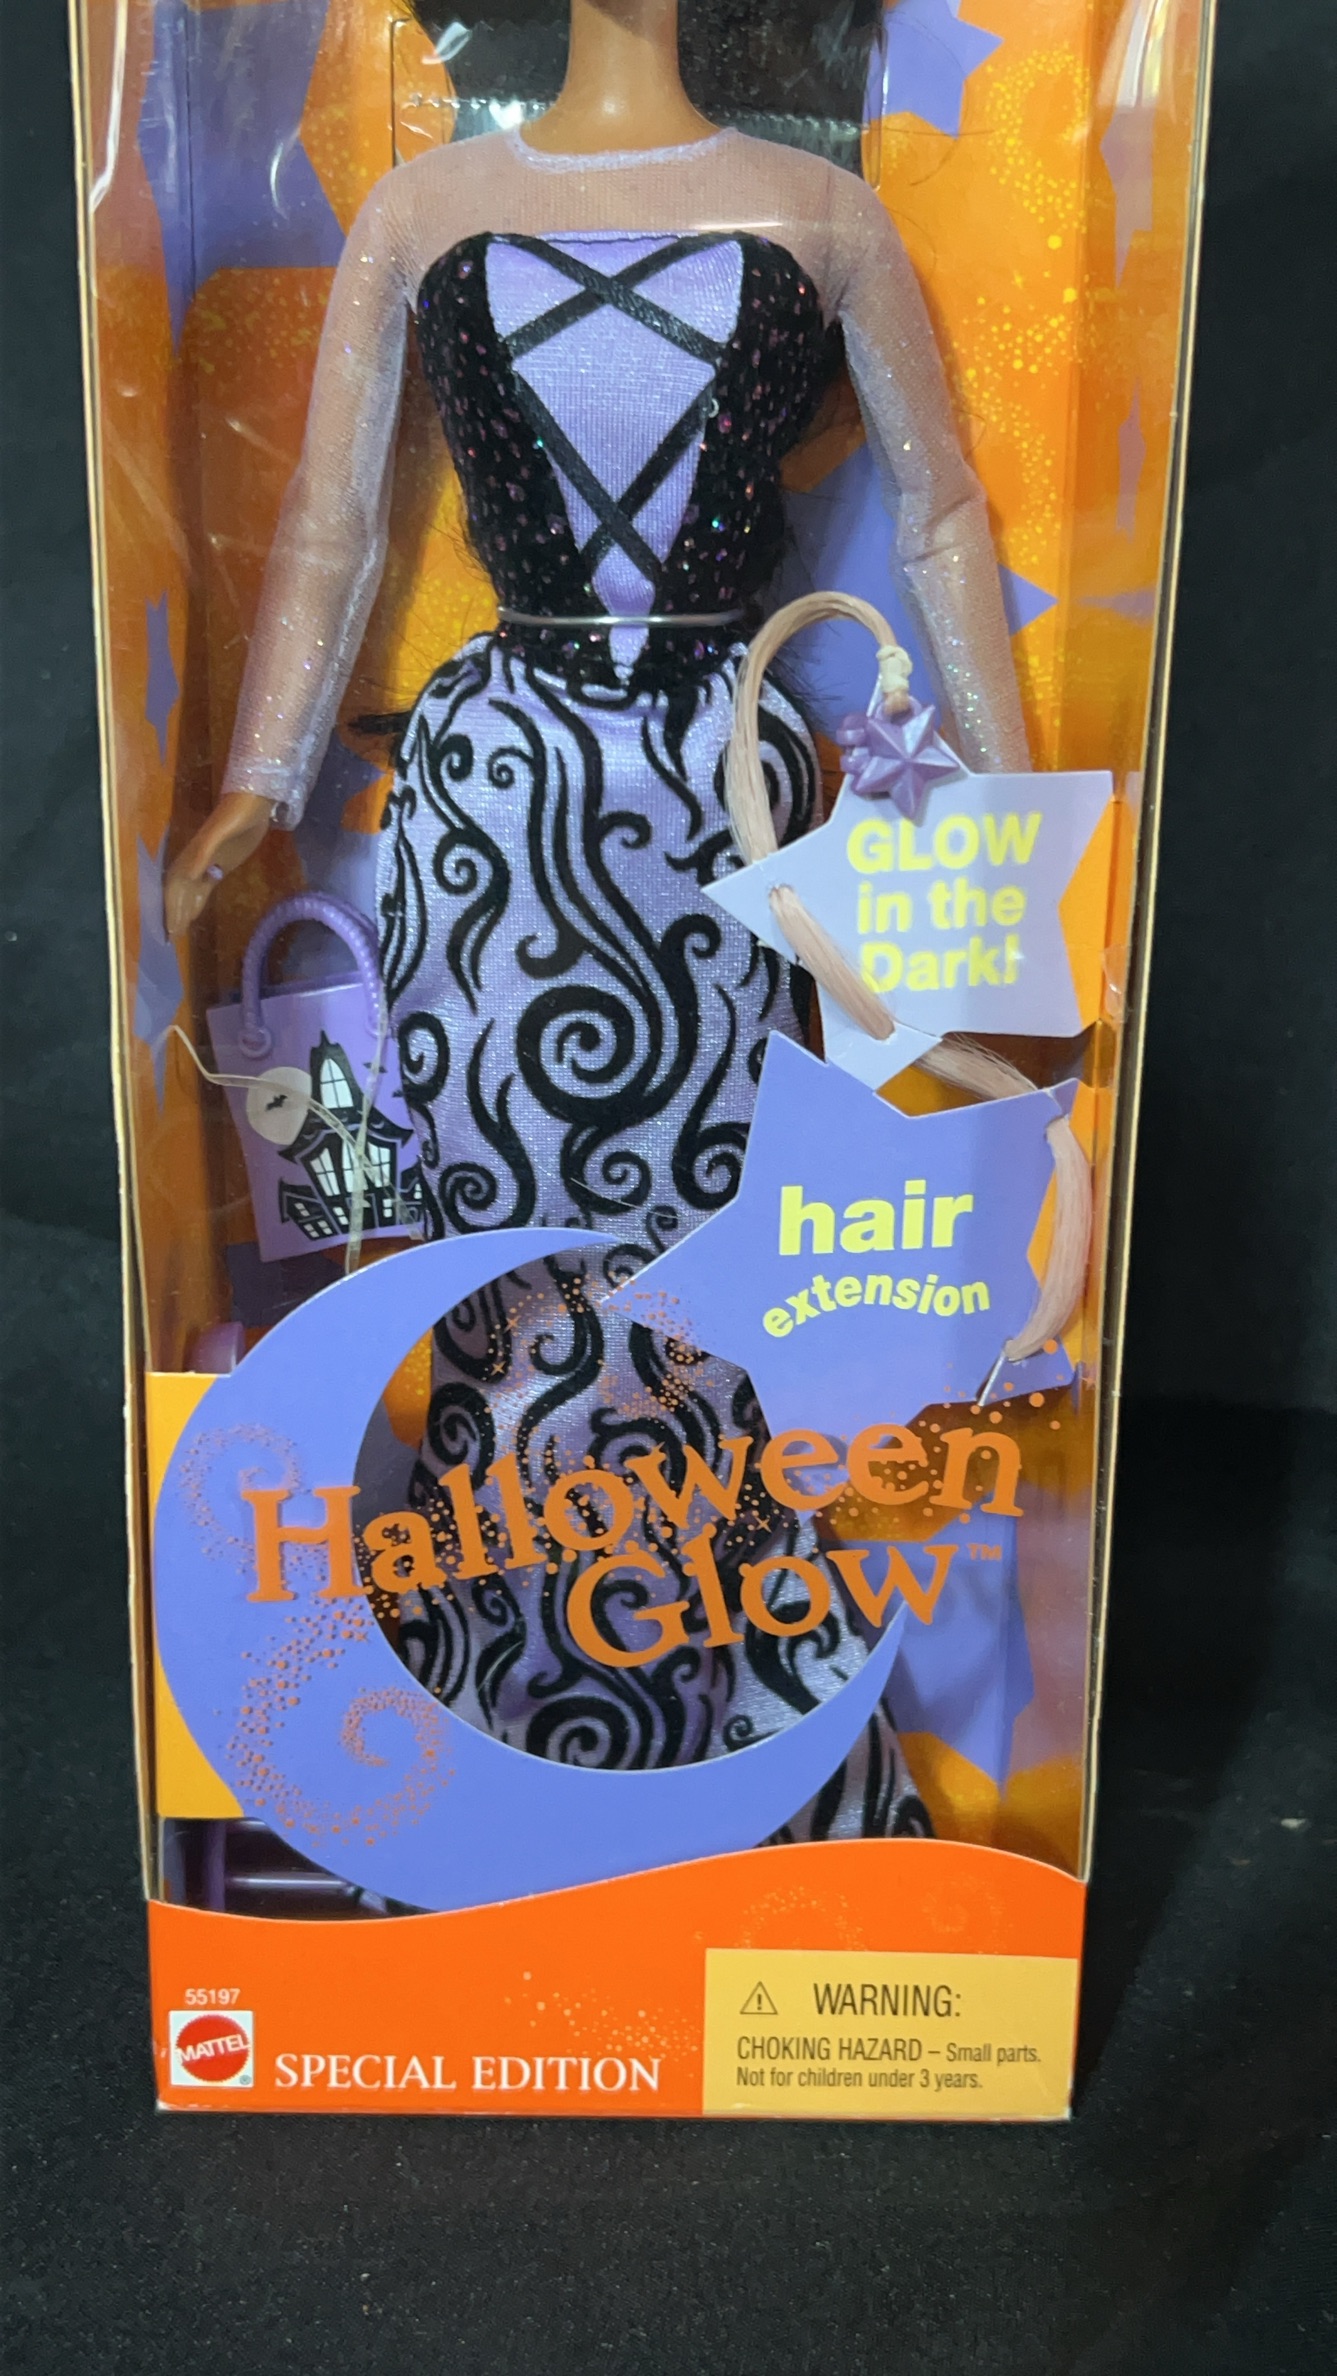 GLOW
in the
Dark!
hair
extension
Halloween
Glow™
55197
MATTEL®
SPECIAL EDITION
⚠ WARNING:
CHOKING HAZARD – Small parts.
Not for children under 3 years.